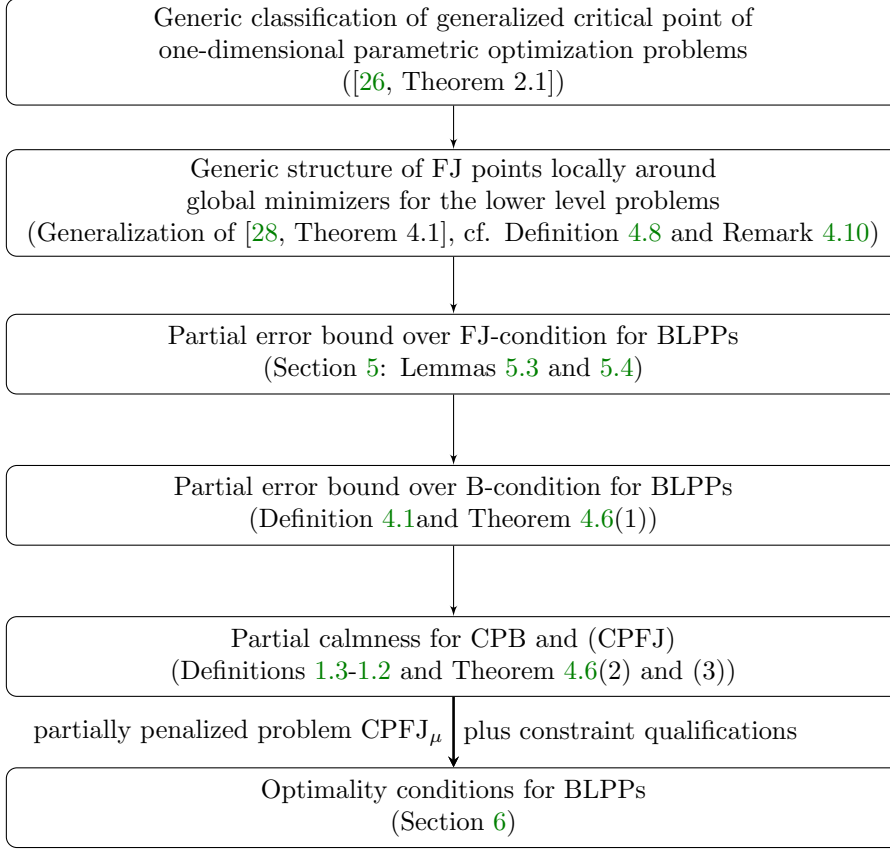 Generic classification of generalized critical point of
one-dimensional parametric optimization problems
([26, Theorem 2.1])
Generic structure of FJ points locally around
global minimizers for the lower level problems
(Generalization of [28, Theorem 4.1], cf. Definition 4.8 and Remark 4.10)
Partial error bound over FJ-condition for BLPPs
(Section 5: Lemmas 5.3 and 5.4)
Partial error bound over B-condition for BLPPs
(Definition 4.1and Theorem 4.6(1))
Partial calmness for CPB and (CPFJ)
(Definitions 1.3-1.2 and Theorem 4.6(2) and (3))
partially penalized problem CPFJμ plus constraint qualifications
Optimality conditions for BLPPs
(Section 6)